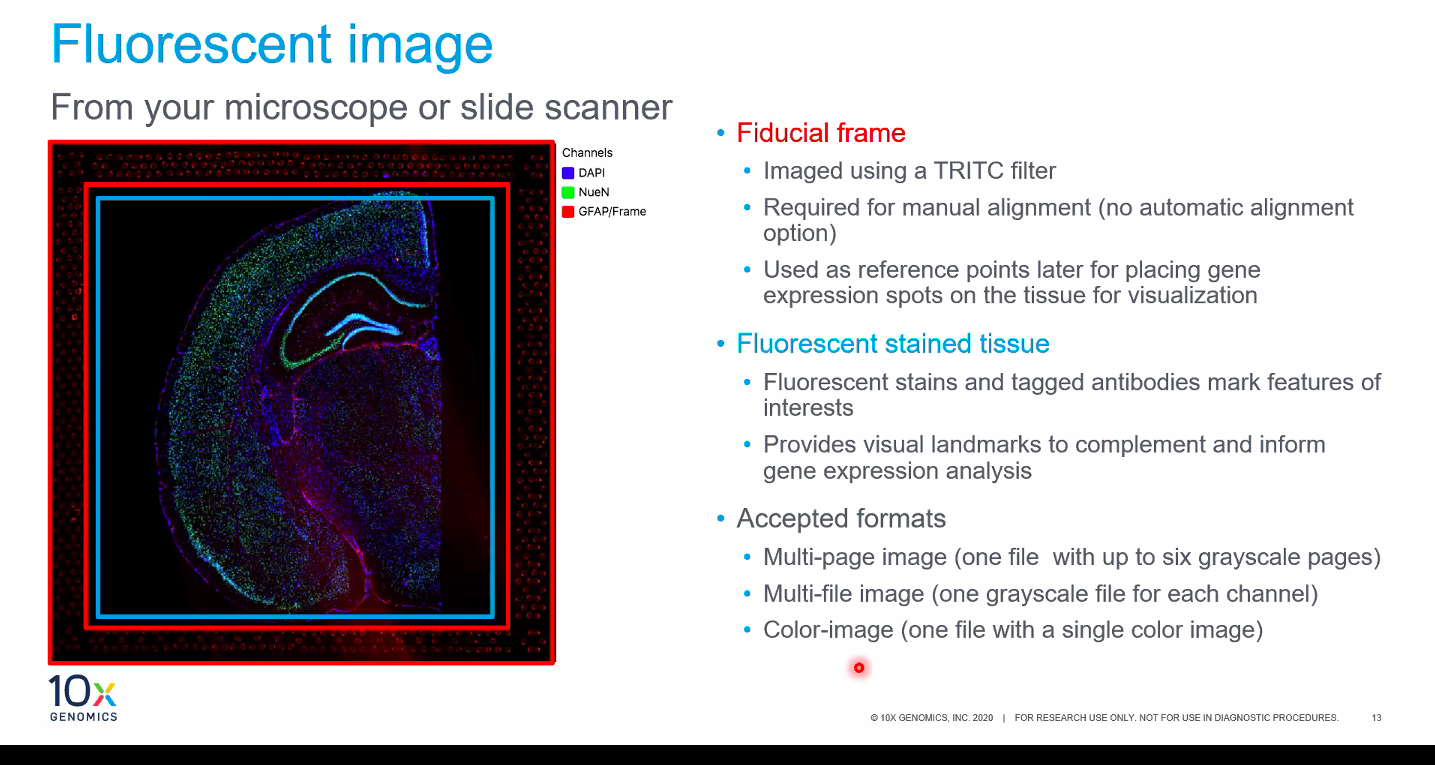 Fluorescent image
From your microscope or slide scanner
Channels
DAPI
NueN
GFAP/Frame
• Fiducial frame
• Imaged using a TRITC filter
• Required for manual alignment (no automatic alignment
option)
• Used as reference points later for placing gene
expression spots on the tissue for visualization
• Fluorescent stained tissue
• Fluorescent stains and tagged antibodies mark features of
interests
• Provides visual landmarks to complement and inform
gene expression analysis
• Accepted formats
• Multi-page image (one file with up to six grayscale pages)
• Multi-file image (one grayscale file for each channel)
• Color-image (one file with a single color image)
10x
GENOMICS
© 10X GENOMICS, INC. 2020 | FOR RESEARCH USE ONLY. NOT FOR USE IN DIAGNOSTIC PROCEDURES. 13